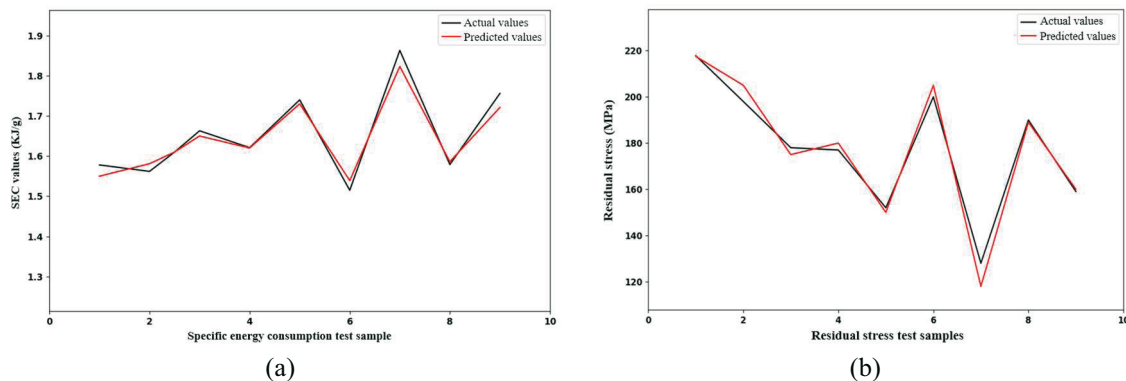 Actual values
Predicted values
1.9
1.8
1.7
1.6
1.5
1.4
1.3
SEC values (KJ/g)
0
2
4
6
8
10
Specific energy consumption test sample
(a)
Actual values
Predicted values
220
200
180
160
140
120
Residual stress (MPa)
0
2
4
6
8
10
Residual stress test samples
(b)